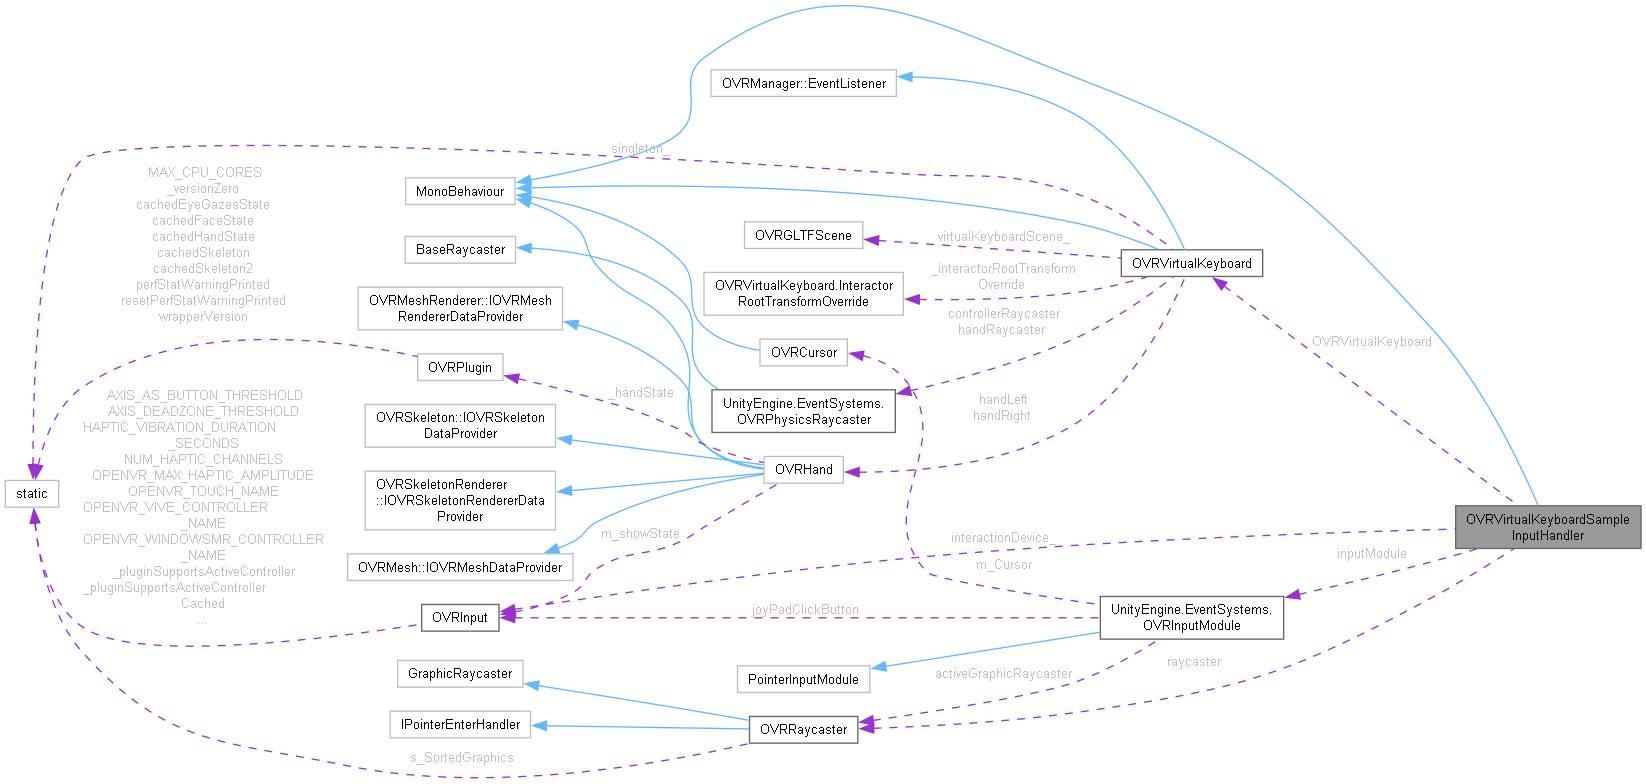 OVRManager::EventListener
singleton_
MAX_CPU_CORES
_versionZero
cachedEyeGazesState
cachedFaceState
cachedHandState
cachedSkeleton
cachedSkeleton2
perfStatWarningPrinted
resetPerfStatWarningPrinted
wrapperVersion
...
MonoBehaviour
BaseRaycaster
OVRMeshRenderer::IOVRMesh
RendererDataProvider
OVRPlugin
OVRGLTFScene
virtualKeyboardScene_
OVRVirtualKeyboard
OVRVirtualKeyboard.Interactor
RootTransformOverride
_interactorRootTransform
Override
controllerRaycaster
handRaycaster
OVRCursor
OVRVirtualKeyboard
AXIS_AS_BUTTON_THRESHOLD
AXIS_DEADZONE_THRESHOLD
HAPTIC_VIBRATION_DURATION
_SECONDS
NUM_HAPTIC_CHANNELS
OPENVR_MAX_HAPTIC_AMPLITUDE
OPENVR_TOUCH_NAME
OPENVR_VIVE_CONTROLLER
_NAME
OPENVR_WINDOWSMR_CONTROLLER
_NAME
_pluginSupportsActiveController
_pluginSupportsActiveController
Cached
...
static
OVRSkeleton::IOVRSkeleton
DataProvider
_handState
UnityEngine.EventSystems.
OVRPhysicsRaycaster
handLeft
handRight
OVRHand
OVRSkeletonRenderer
::IOVRSkeletonRendererData
Provider
OVRMesh::IOVRMeshDataProvider
m_showState
interactionDevice_
m_Cursor
OVRVirtualKeyboardSample
InputHandler
inputModule
OVRInput
joyPadClickButton
UnityEngine.EventSystems.
OVRInputModule
GraphicRaycaster
PointerInputModule
activeGraphicRaycaster
raycaster
IPointerEnterHandler
OVRRaycaster
s_SortedGraphics